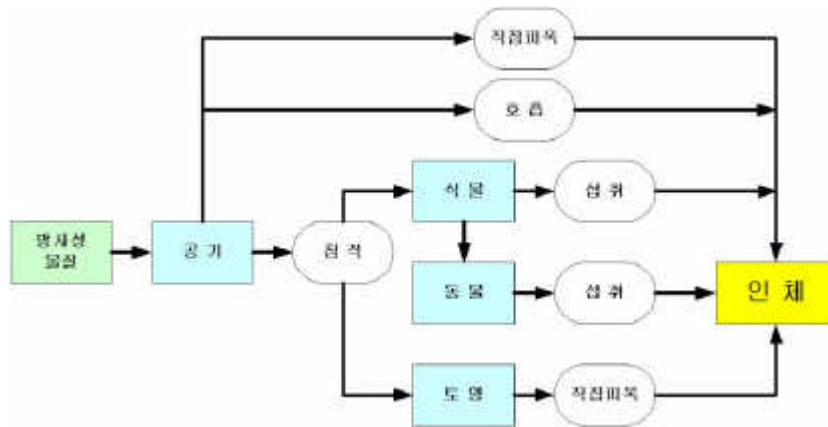 직접피폭
호 흡
식 물
섭 취
방사성
물질
공 기
침 적
동 물
섭 취
인 체
토 양
직접피폭